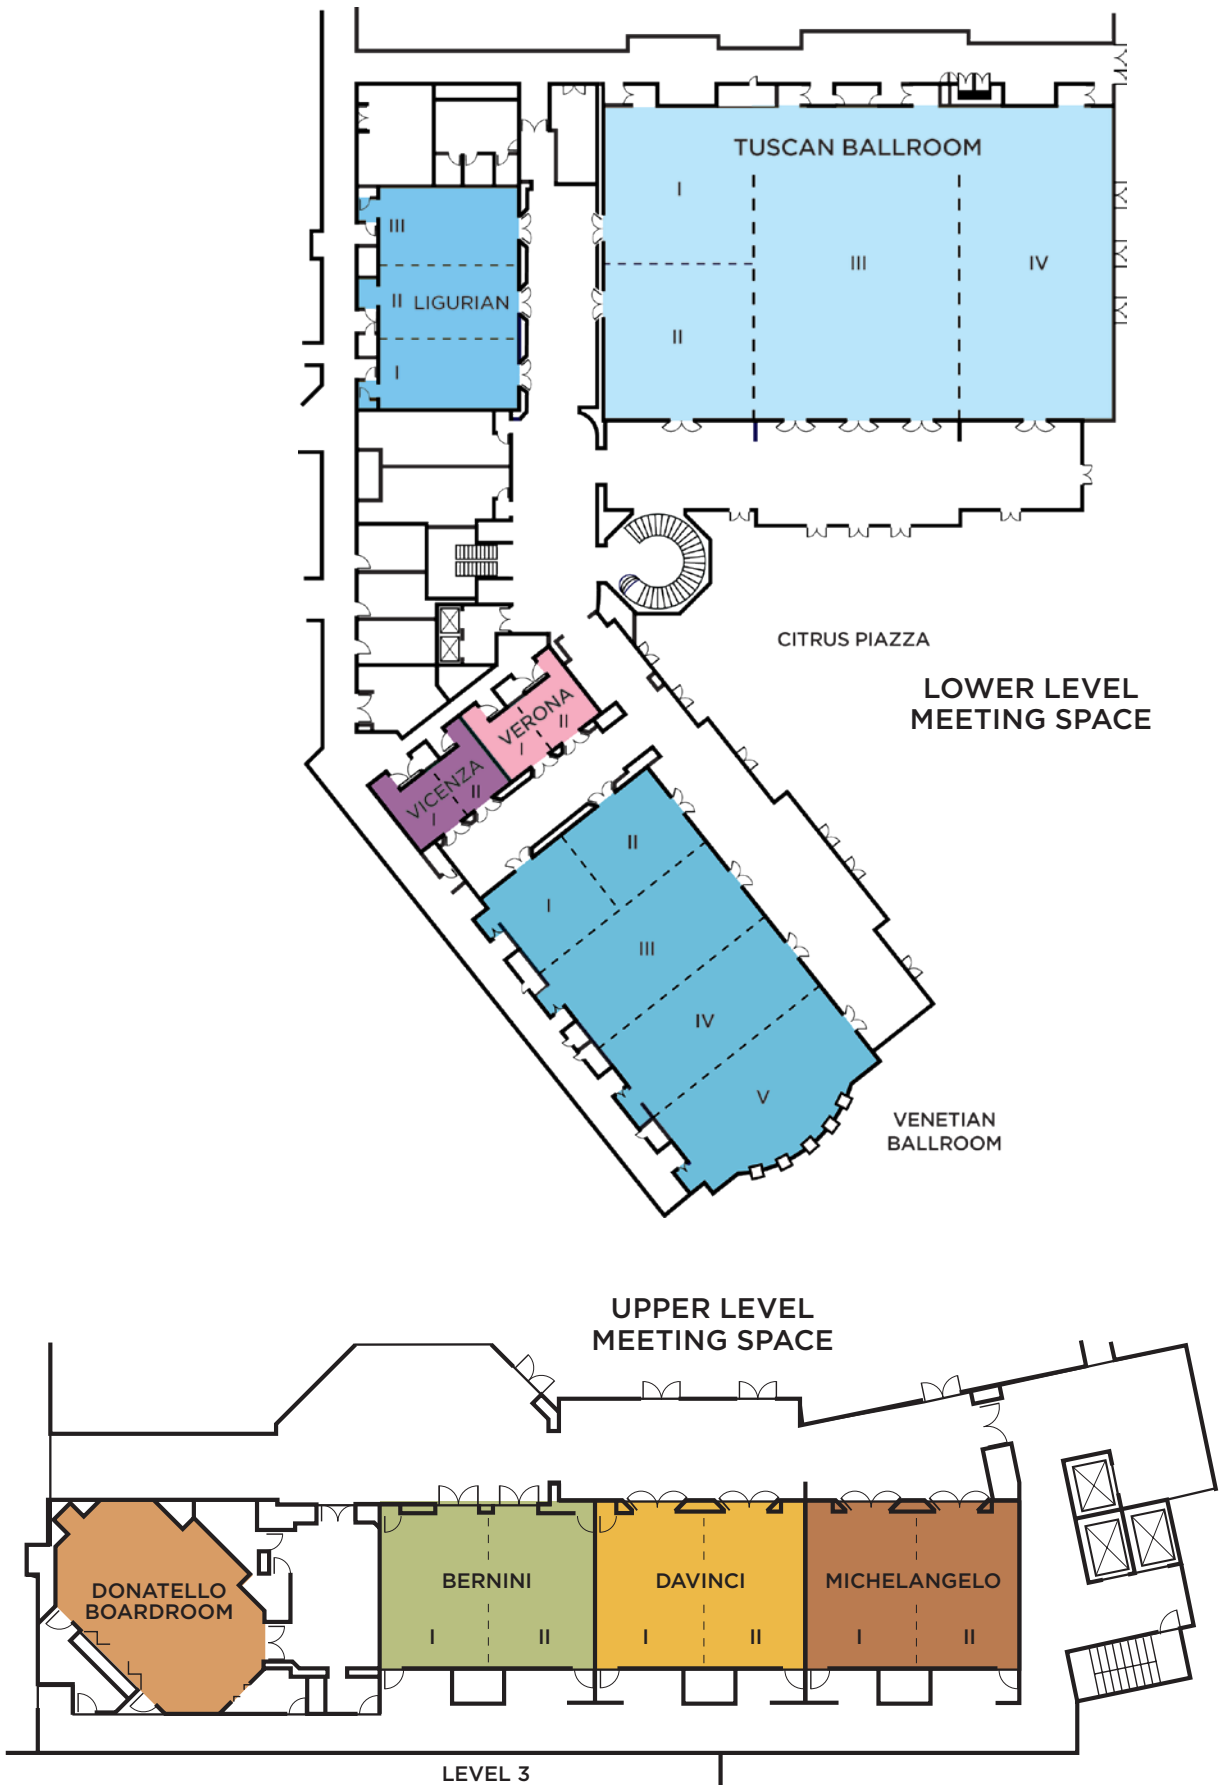 TUSCAN BALLROOM
I
III
III
IV
II LIGURIAN
II
I
CITRUS PIAZZA
LOWER LEVEL
MEETING SPACE
VERONA
I II
VICENZA
I II
II
I
III
IV
V
VENETIAN
BALLROOM
UPPER LEVEL
MEETING SPACE
DONATELLO
BOARDROOM
BERNINI
I II
DAVINCI
I II
MICHELANGELO
I II
LEVEL 3